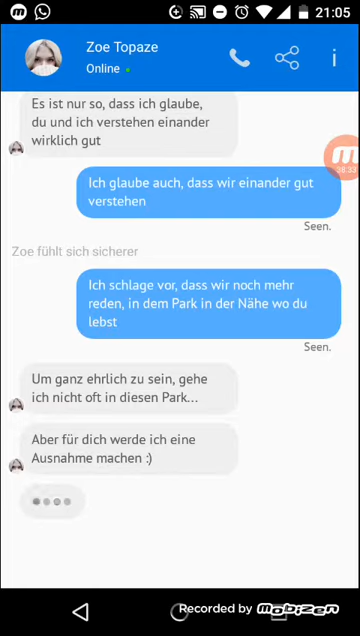 21:05
Zoe Topaze
Online
Es ist nur so, dass ich glaube,
du und ich verstehen einander
wirklich gut
38:33
Ich glaube auch, dass wir einander gut
verstehen
Seen.
Zoe fühlt sich sicherer
Ich schlage vor, dass wir noch mehr
reden, in dem Park in der Nähe wo du
lebst
Seen.
Um ganz ehrlich zu sein, gehe
ich nicht oft in diesen Park...
Aber für dich werde ich eine
Ausnahme machen :)
Recorded by mobizen